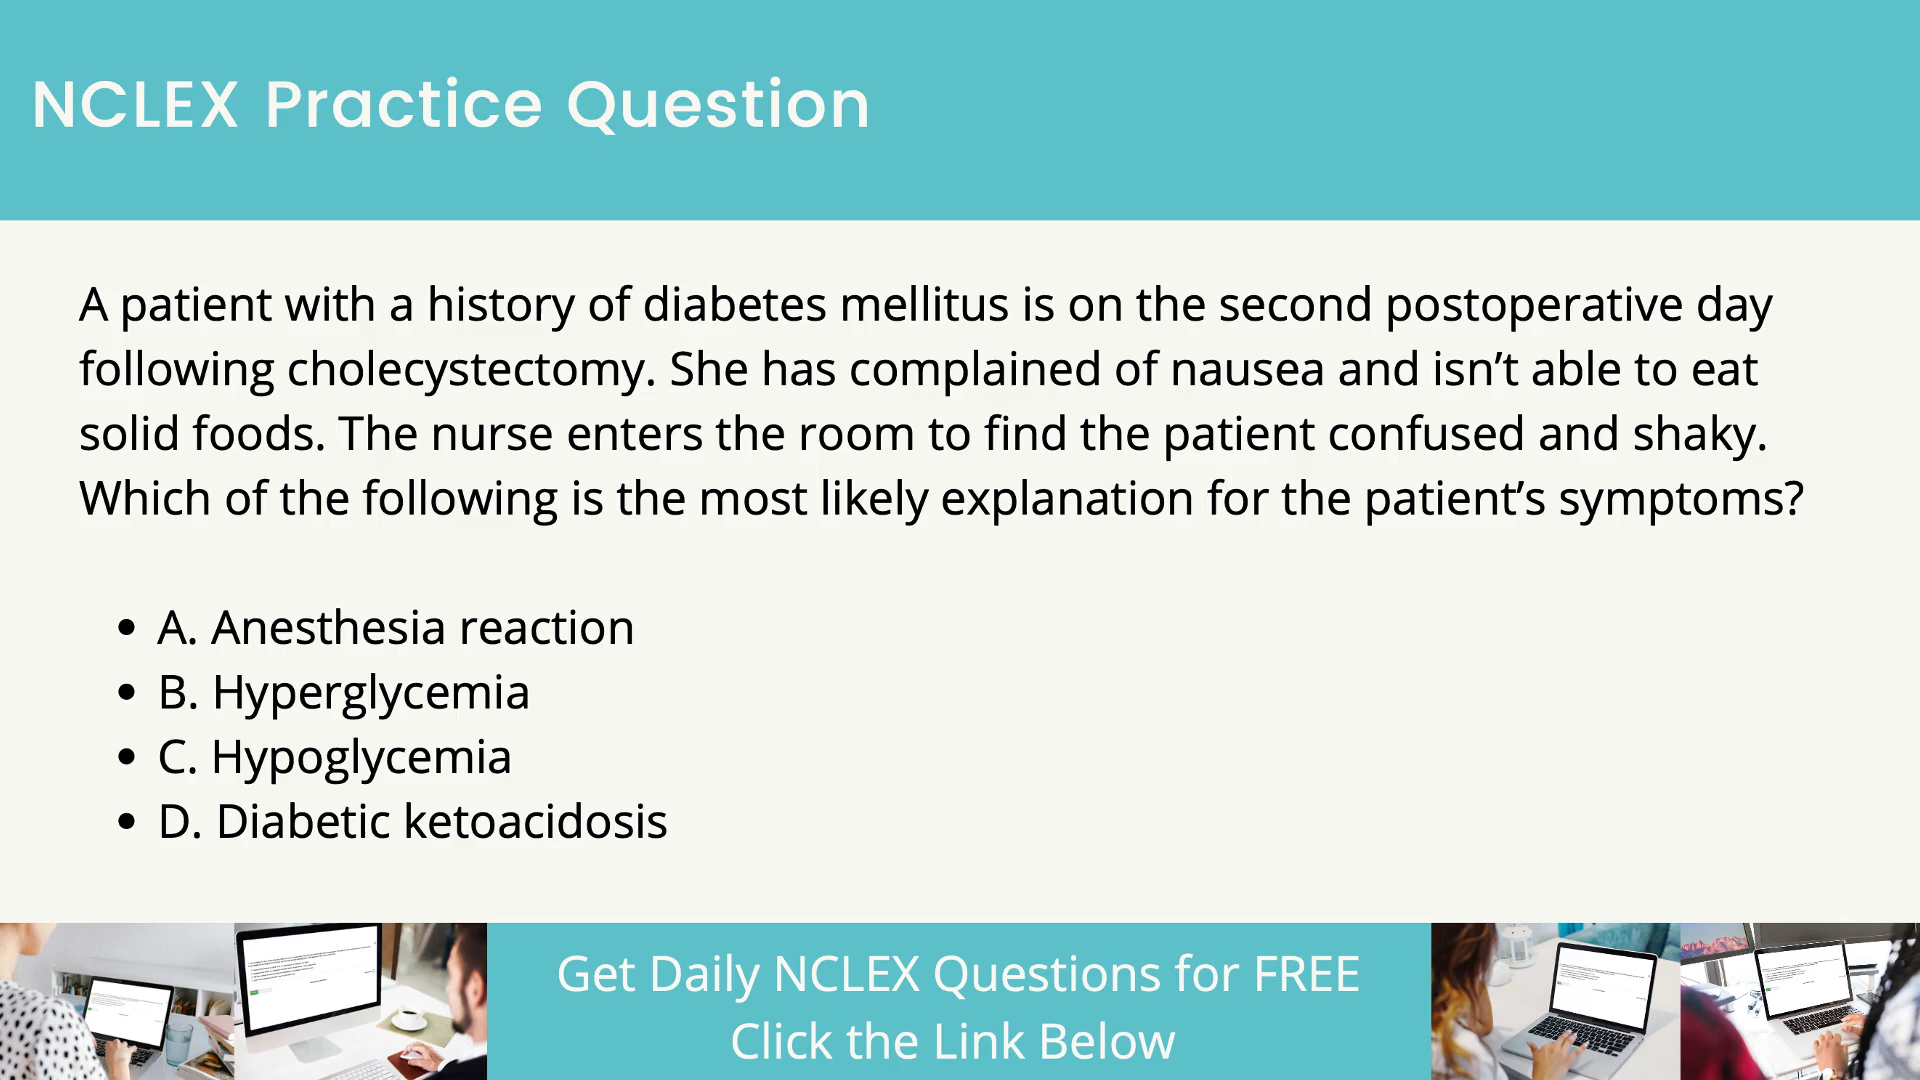 NCLEX Practice Question
A patient with a history of diabetes mellitus is on the second postoperative day
following cholecystectomy. She has complained of nausea and isn’t able to eat
solid foods. The nurse enters the room to find the patient confused and shaky.
Which of the following is the most likely explanation for the patient’s symptoms?
• A. Anesthesia reaction
• B. Hyperglycemia
• C. Hypoglycemia
• D. Diabetic ketoacidosis
Get Daily NCLEX Questions for FREE
Click the Link Below